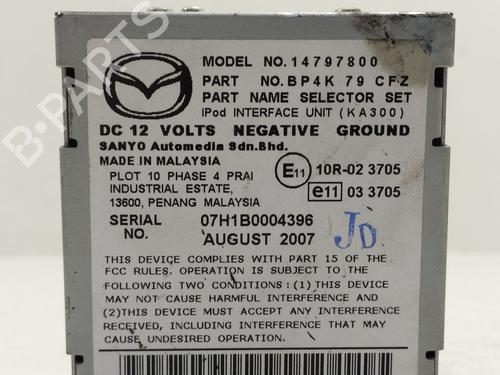 MODEL NO. 14797800
PART NO. BP4K 79 CFZ
PART NAME SELECTOR SET
iPod INTERFACE UNIT (KA300)
DC 12 VOLTS NEGATIVE GROUND
SANYO Automedia Sdn.Bhd.
MADE IN MALAYSIA
PLOT 10 PHASE 4 PRAI
INDUSTRIAL ESTATE,
13600, PENANG MALAYSIA
E11 10R-02 3705
e11 03 3705
SERIAL NO. 07H1B0004396
AUGUST 2007
JD
THIS DEVICE COMPLIES WITH PART 15 OF THE
FCC RULES. OPERATION IS SUBJECT TO THE
FOLLOWING TWO CONDITIONS : (1) THIS DEVICE
MAY NOT CAUSE HARMFUL INTERFERENCE AND
(2)THIS DEVICE MUST ACCEPT ANY INTERFERENCE
RECEIVED, INCLUDING INTERFERENCE THAT MAY
CAUSE UNDESIRED OPERATION.
B-PARTS